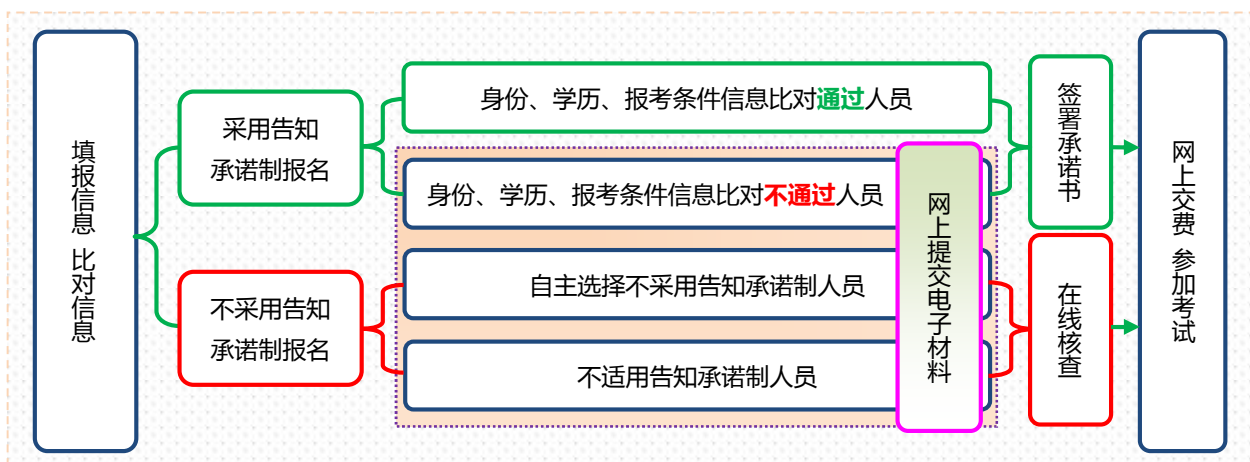 填报信息 比对信息
采用告知
承诺制报名
不采用告知
承诺制报名
身份、学历、报考条件信息比对通过人员
身份、学历、报考条件信息比对不通过人员
自主选择不采用告知承诺制人员
不适用告知承诺制人员
网上提交电子材料
签署承诺书
在线核查
网上交费 参加考试